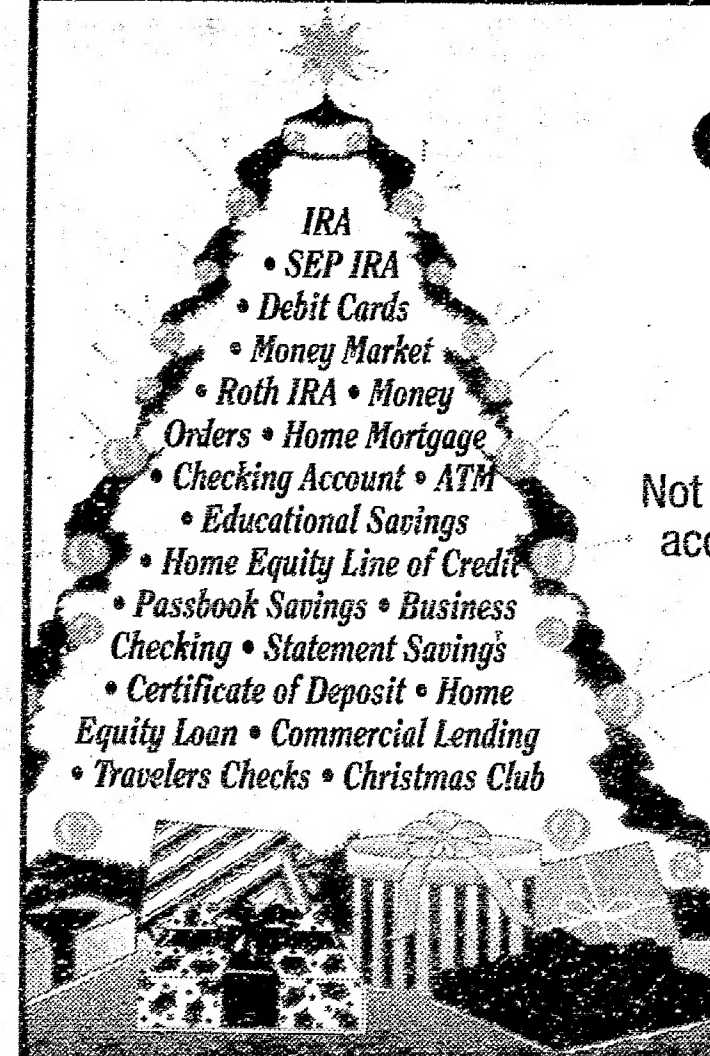 IRA
• SEP IRA
• Debit Cards
• Money Market
• Roth IRA • Money
Orders • Home Mortgage
• Checking Account • ATM
• Educational Savings
• Home Equity Line of Credit
• Passbook Savings • Business
Checking • Statement Savings
• Certificate of Deposit • Home
Equity Loan • Commercial Lending
• Travelers Checks • Christmas Club
Not